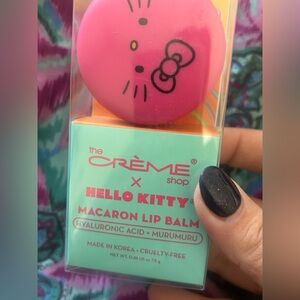 the
CRÈME®
shop
X
HELLO KITTY
MACARON LIP BALM
HYALURONIC ACID + MURUMURU
MADE IN KOREA • CRUELTY-FREE